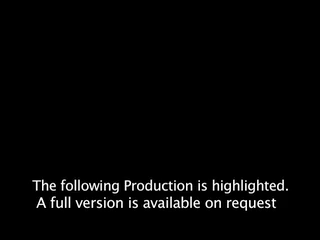 The following Production is highlighted.
A full version is available on request